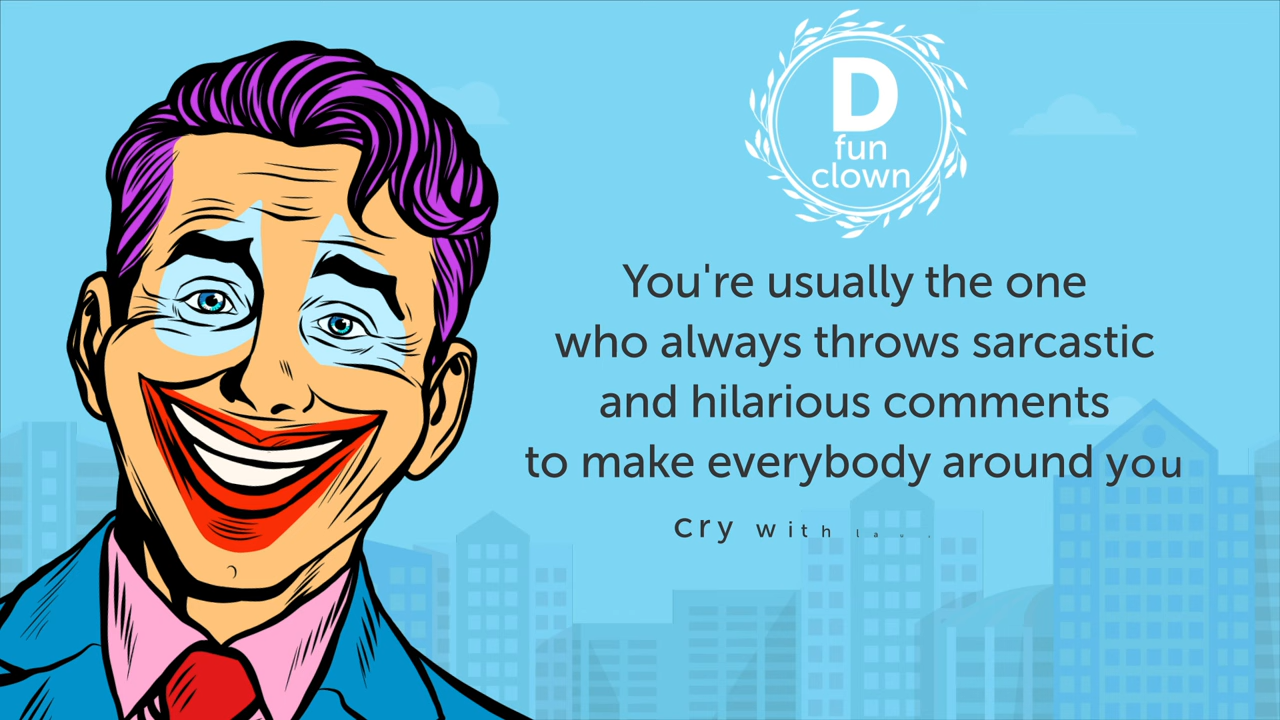 D
fun
clown
You're usually the one
who always throws sarcastic
and hilarious comments
to make everybody around you
cry with